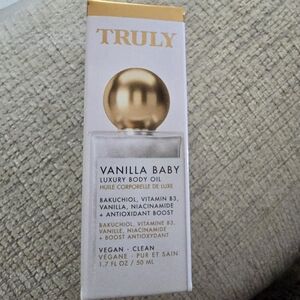 TRULY
VANILLA BABY
LUXURY BODY OIL
HUILE CORPORELLE DE LUXE
BAKUCHIOL, VITAMIN B3,
VANILLA, NIACINAMIDE
+ ANTIOXIDANT BOOST
BAKUCHIOL, VITAMINE B3,
VANILLE, NIACINAMIDE
+ BOOST ANTIOXYDANT
VEGAN - CLEAN
VÉGANE - PUR ET SAIN
1.7 FL OZ / 50 ML